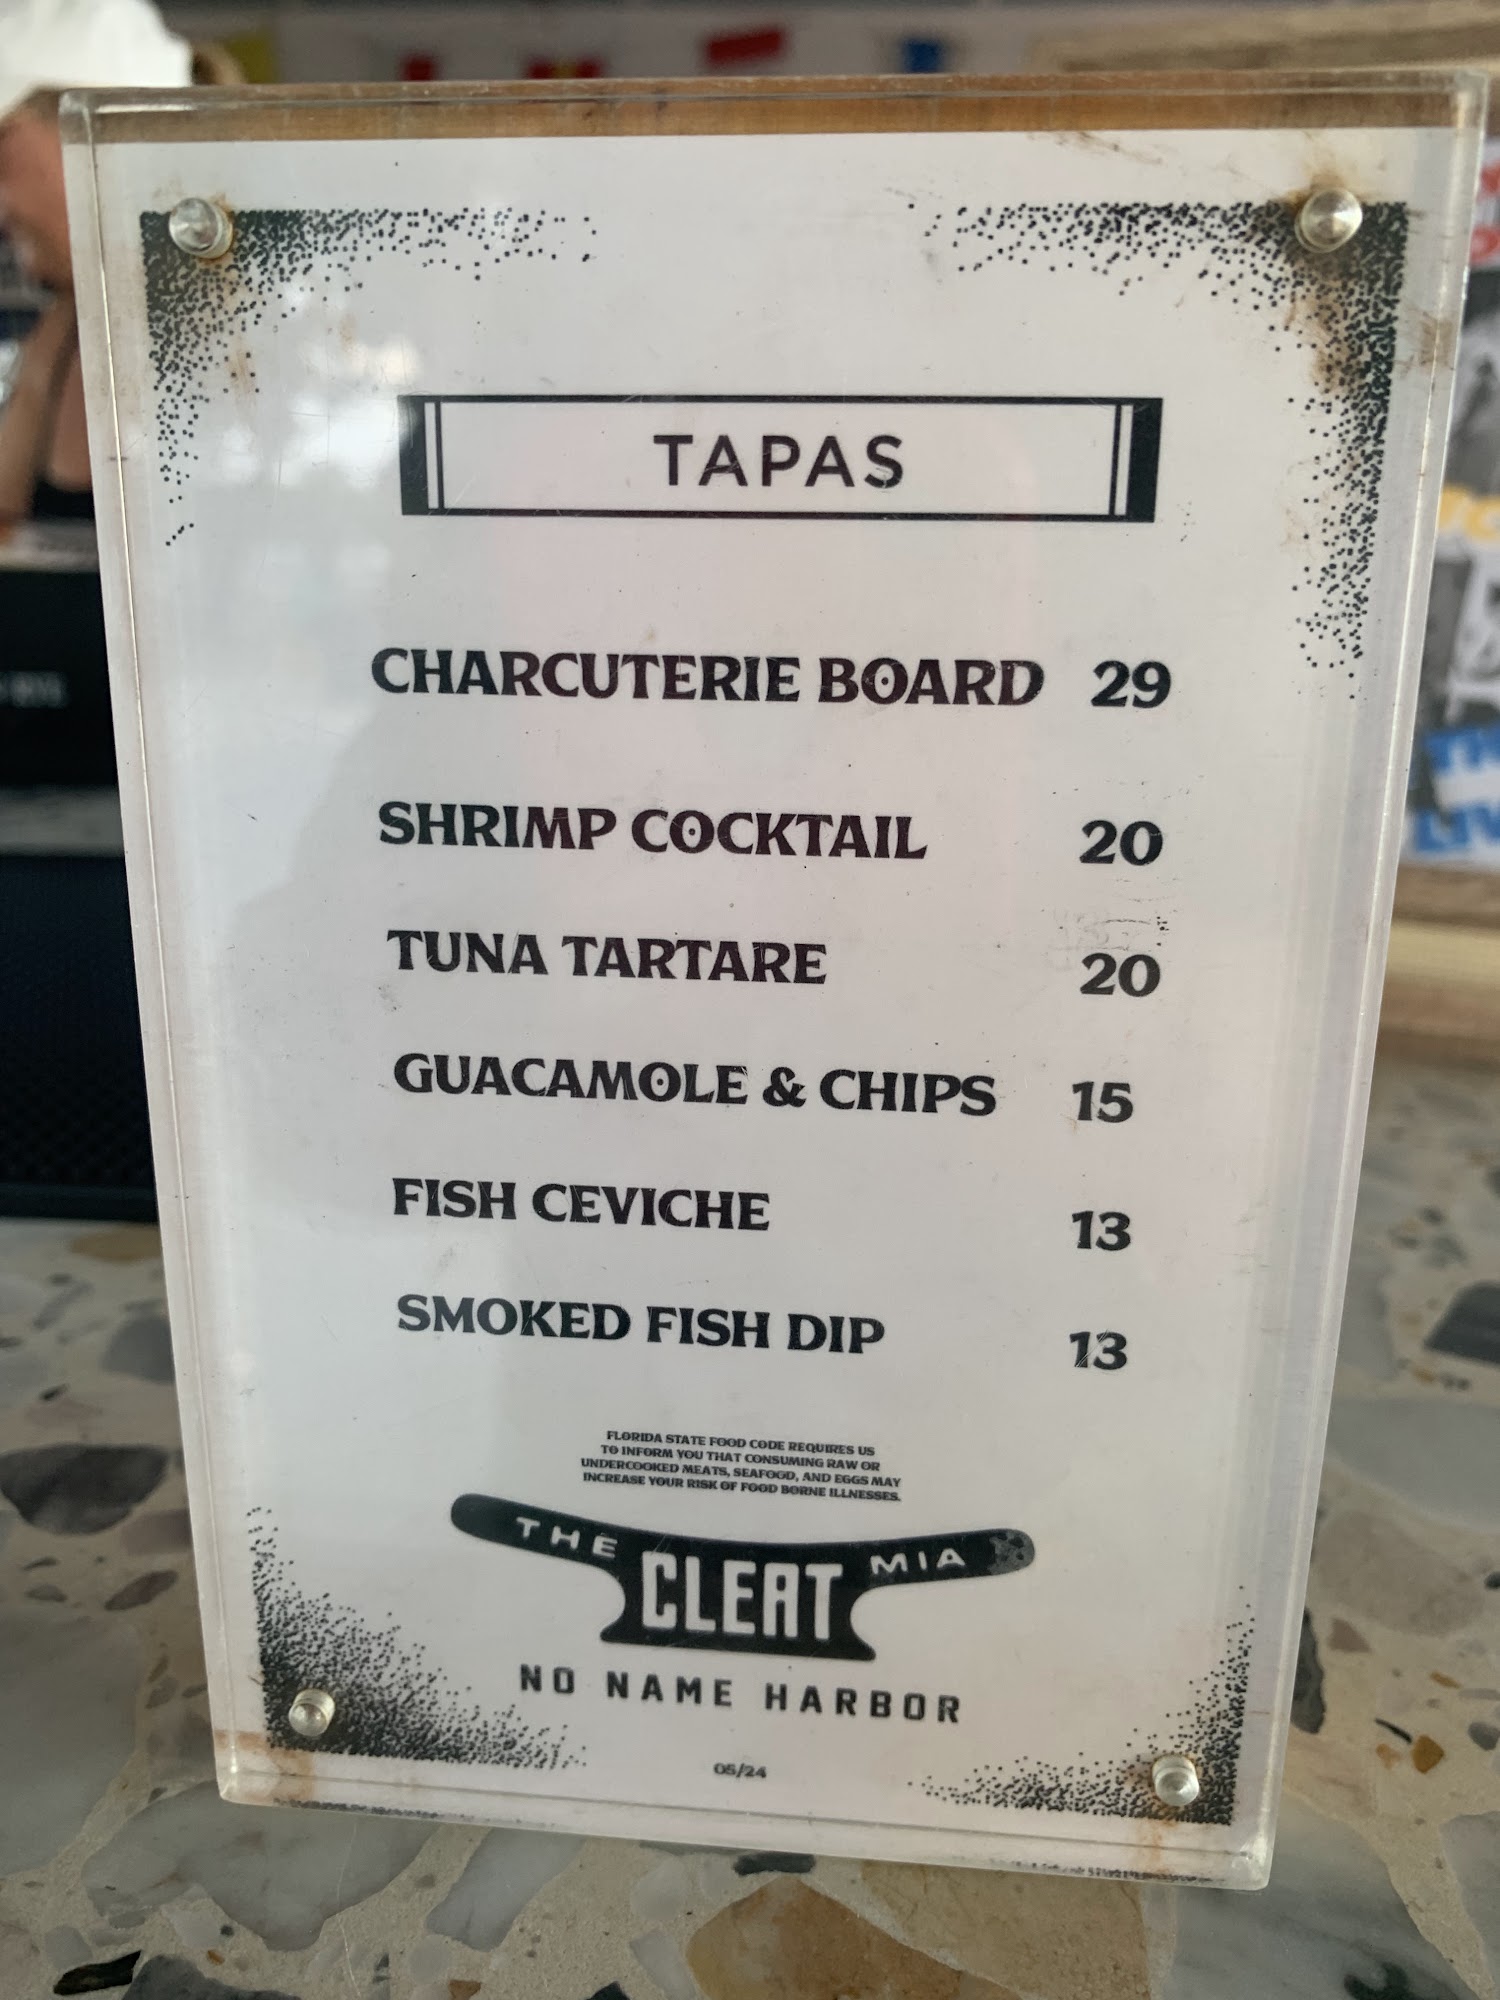 TAPAS
CHARCUTERIE BOARD 29
SHRIMP COCKTAIL 20
TUNA TARTARE 20
GUACAMOLE & CHIPS 15
FISH CEVICHE 13
SMOKED FISH DIP 13
FLORIDA STATE FOOD CODE REQUIRES US
TO INFORM YOU THAT CONSUMING RAW OR
UNDERCOOKED MEATS, SEAFOOD, AND EGGS MAY
INCREASE YOUR RISK OF FOOD BORNE ILLNESSES.
THE CLEAT MIA
NO NAME HARBOR
05/24